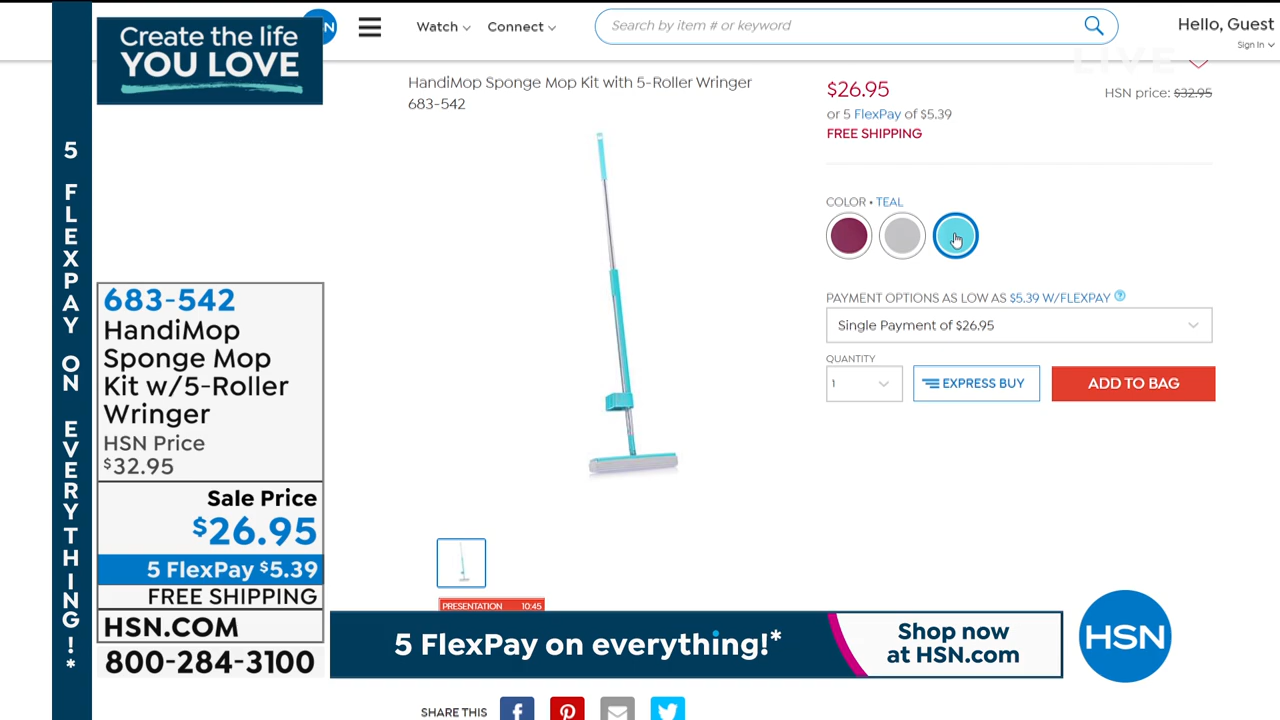 Create the life
YOU LOVE
5 FLEXPAY ON EVERYTHING!*
683-542
HandiMop
Sponge Mop
Kit w/5-Roller
Wringer
HSN Price
$32.95
Sale Price
$26.95
5 FlexPay $5.39
FREE SHIPPING
HSN.COM
800-284-3100
Watch
Connect
Search by item # or keyword
Hello, Guest
Sign In
LIVE
HandiMop Sponge Mop Kit with 5-Roller Wringer
683-542
$26.95
HSN price: $32.95
or 5 FlexPay of $5.39
FREE SHIPPING
COLOR • TEAL
PAYMENT OPTIONS AS LOW AS $5.39 W/FLEXPAY ?
Single Payment of $26.95
QUANTITY
1
EXPRESS BUY
ADD TO BAG
PRESENTATION 10:45
5 FlexPay on everything!*
Shop now
at HSN.com
HSN
SHARE THIS